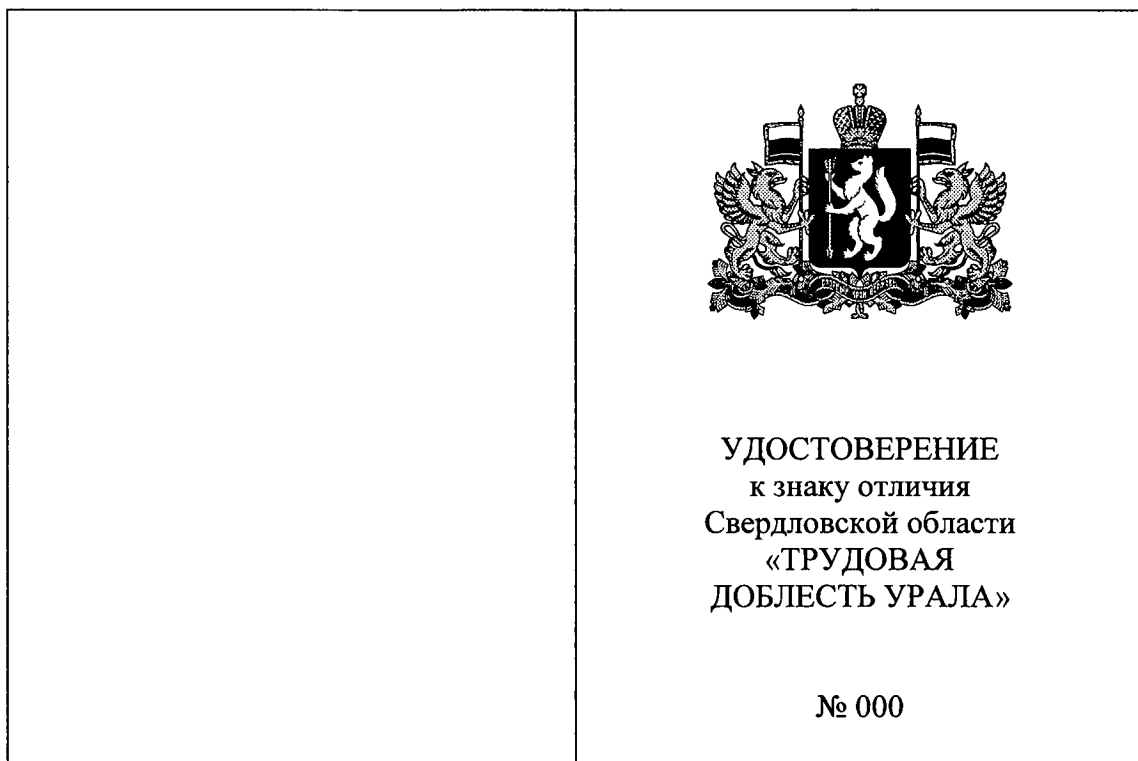 УДОСТОВЕРЕНИЕ
к знаку отличия
Свердловской области
«ТРУДОВАЯ
ДОБЛЕСТЬ УРАЛА»
№ 000